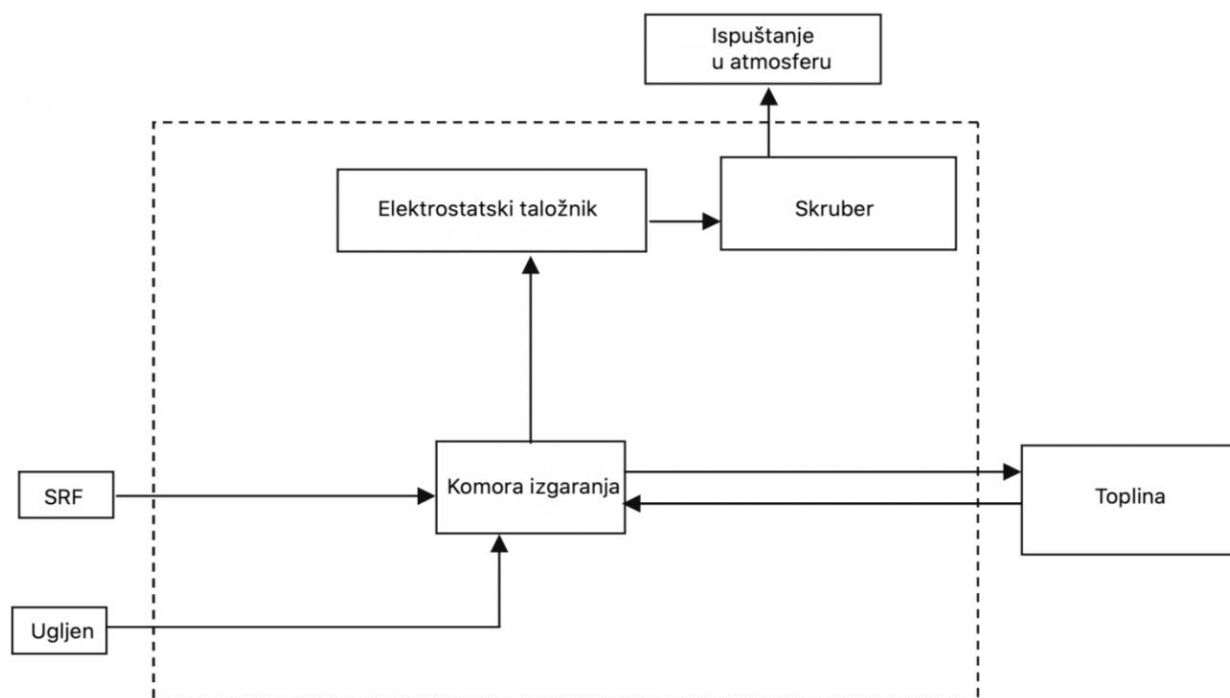 Ispuštanje
u atmosferu
Elektrostatski taložnik
Skruber
Komora izgaranja
SRF
Toplina
Ugljen